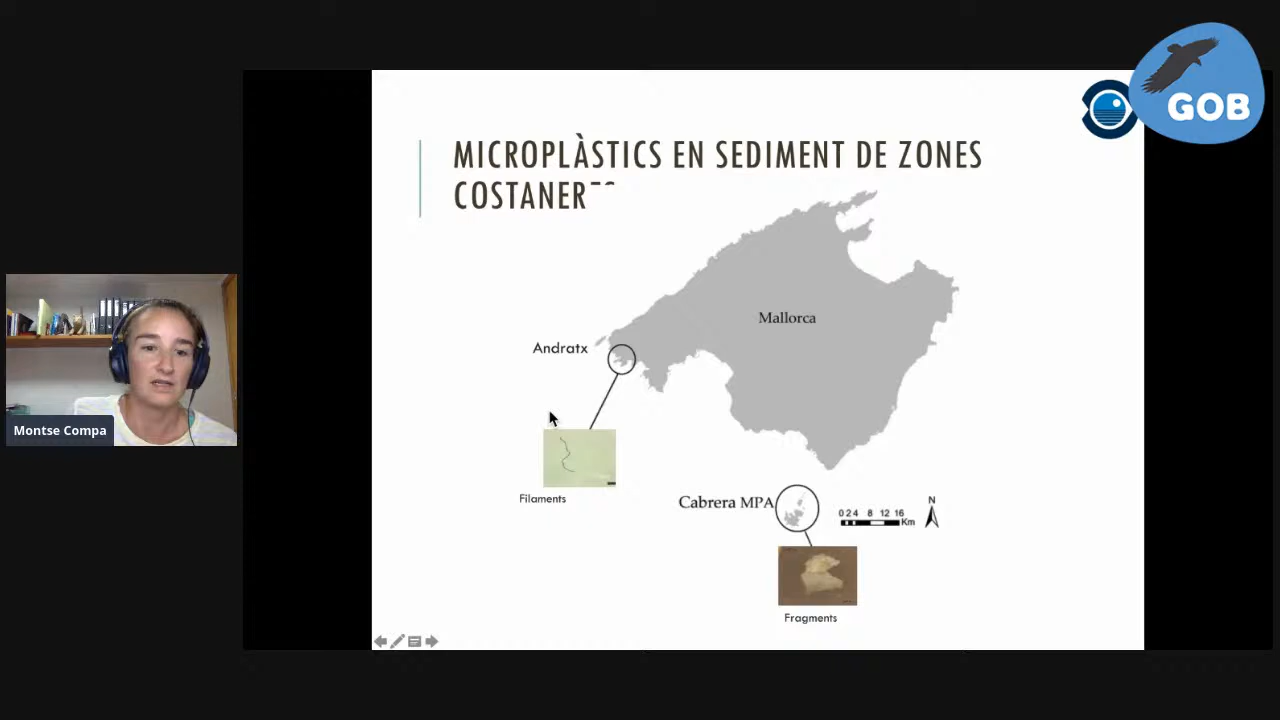 GOB
MICROPLÀSTICS EN SEDIMENT DE ZONES
COSTANERES
Mallorca
Andratx
Montse Compa
Filaments
Cabrera MPA
0 2 4 8 12 16
Km
N
Fragments